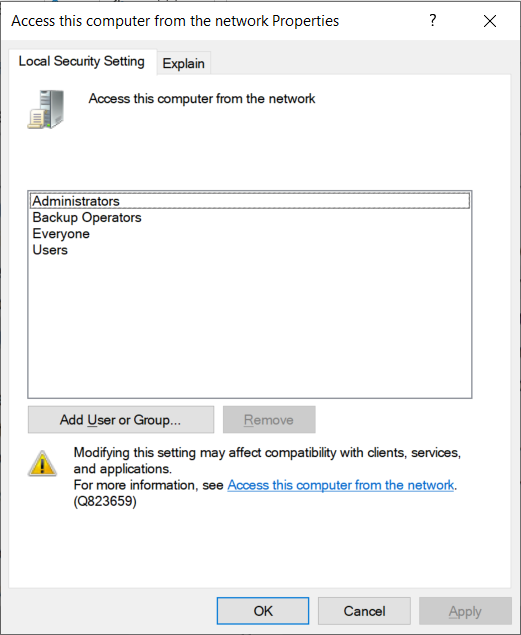 Access this computer from the network Properties
?
Local Security Setting
Explain
Access this computer from the network
Administrators
Backup Operators
Everyone
Users
Add User or Group...
Remove
Modifying this setting may affect compatibility with clients, services,
and applications.
For more information, see Access this computer from the network.
(Q823659)
OK
Cancel
Apply